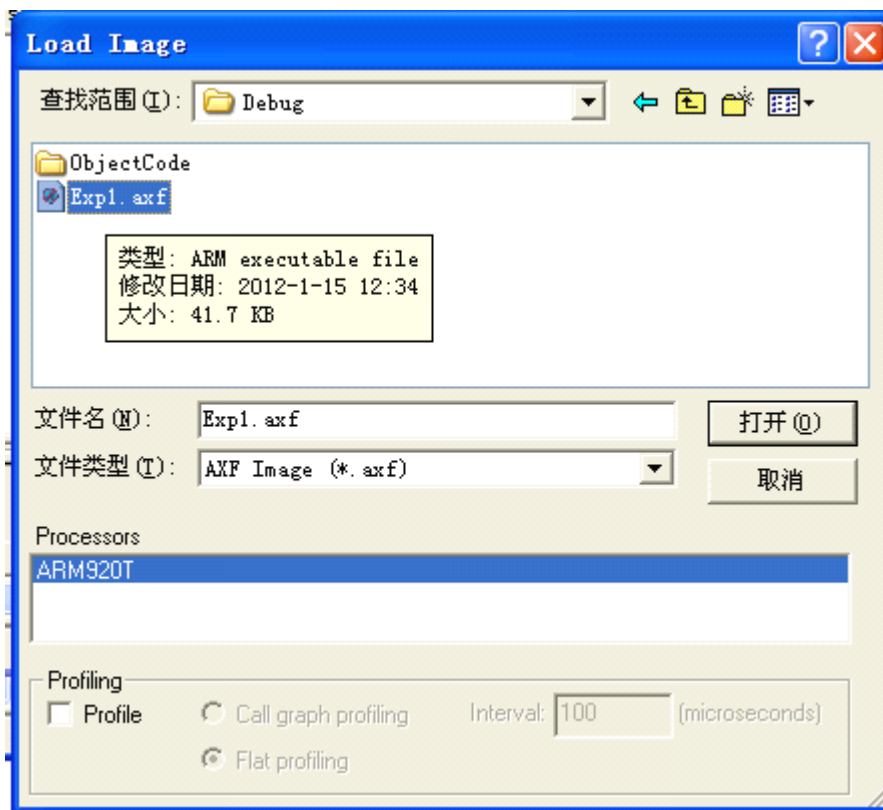 Load Image
查找范围(I): Debug
ObjectCode
Exp1.axf
类型: ARM executable file
修改日期: 2012-1-15 12:34
大小: 41.7 KB
文件名(N): Exp1.axf 打开(O)
文件类型(T): AXF Image (*.axf) 取消
Processors
ARM920T
Profiling
Profile Call graph profiling Interval: 100 (microseconds)
Flat profiling